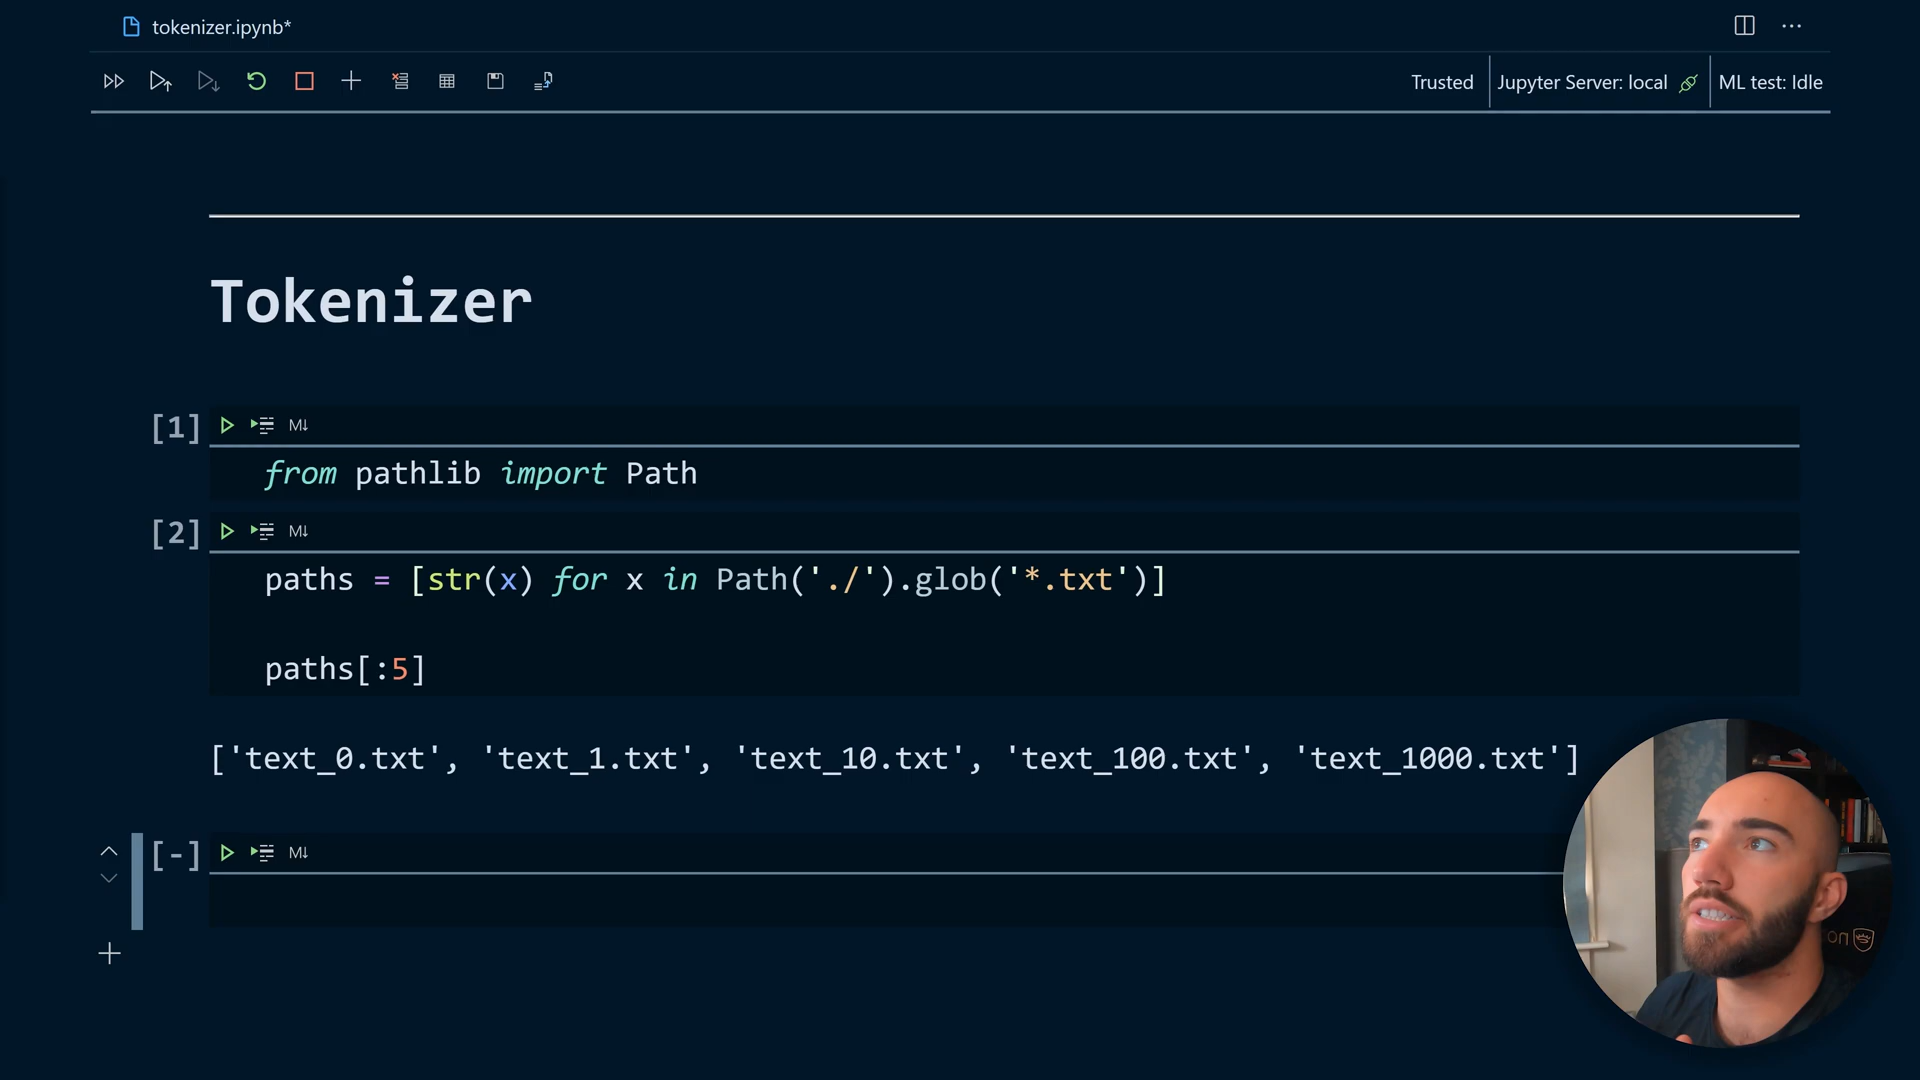 tokenizer.ipynb*
Trusted
Jupyter Server: local
ML test: Idle
Tokenizer
[1]
M↓
from pathlib import Path
[2]
M↓
paths = [str(x) for x in Path('./').glob('*.txt')]
paths[:5]
['text_0.txt', 'text_1.txt', 'text_10.txt', 'text_100.txt', 'text_1000.txt']
[-]
M↓